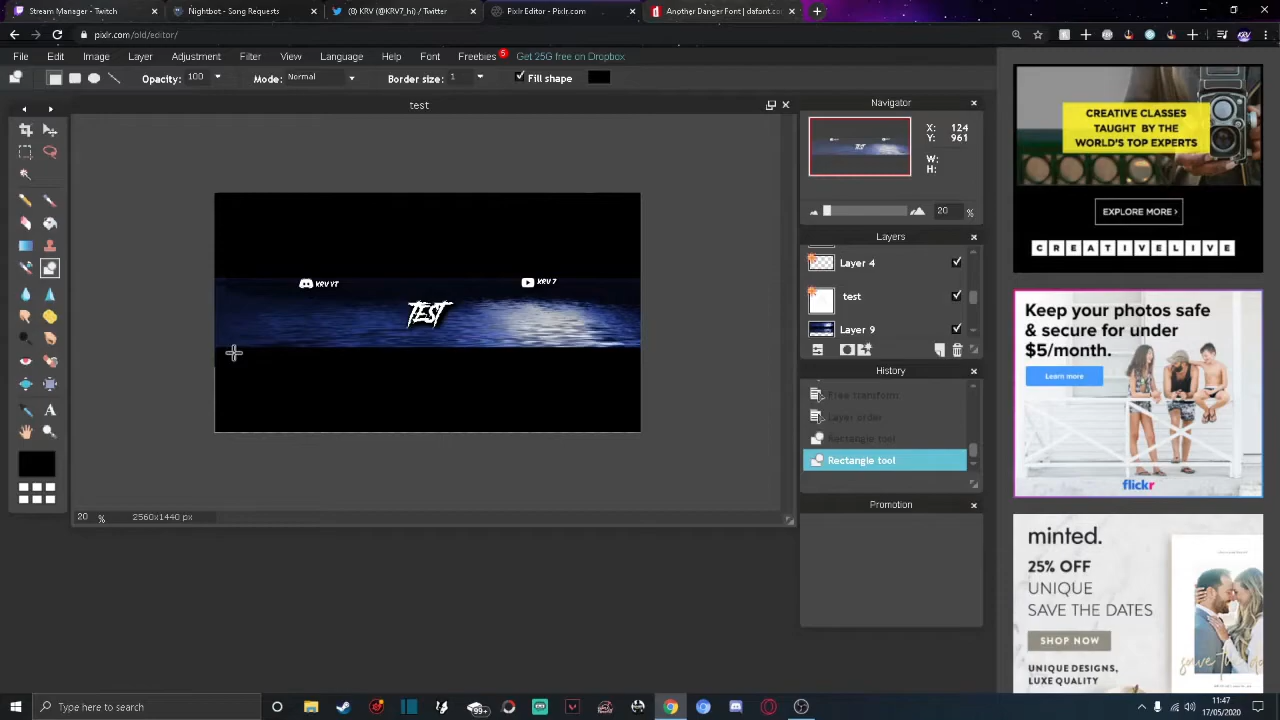 Stream Manager - Twitch
Nightbot - Song Requests
(@ KRV (@KRV7_hi) / Twitter
Pixlr Editor - Pixlr.com
Another Danger Font | dafont.com
pixlr.com/old/editor/
File Edit Image Layer Adjustment Filter View Language Help Font Freebies 5 Get 25G free on Dropbox
Opacity: 100 Mode: Normal Border size: 1 Fill shape
test
Navigator
X: 124
Y: 961
W:
H:
20 %
KRV VT
KRV 7
TEST
Layers
Layer 4
test
Layer 9
History
Free transform
Layer order
Rectangle tool
Rectangle tool
Promotion
20 % 2560x1440 px
CREATIVE CLASSES
TAUGHT BY THE
WORLD'S TOP EXPERTS
EXPLORE MORE ›
CREATIVELIVE
Keep your photos safe
& secure for under
$5/month.
Learn more
flickr
minted.
25% OFF
UNIQUE
SAVE THE DATES
SHOP NOW
UNIQUE DESIGNS,
LUXE QUALITY
Type here to search
11:47
17/05/2020